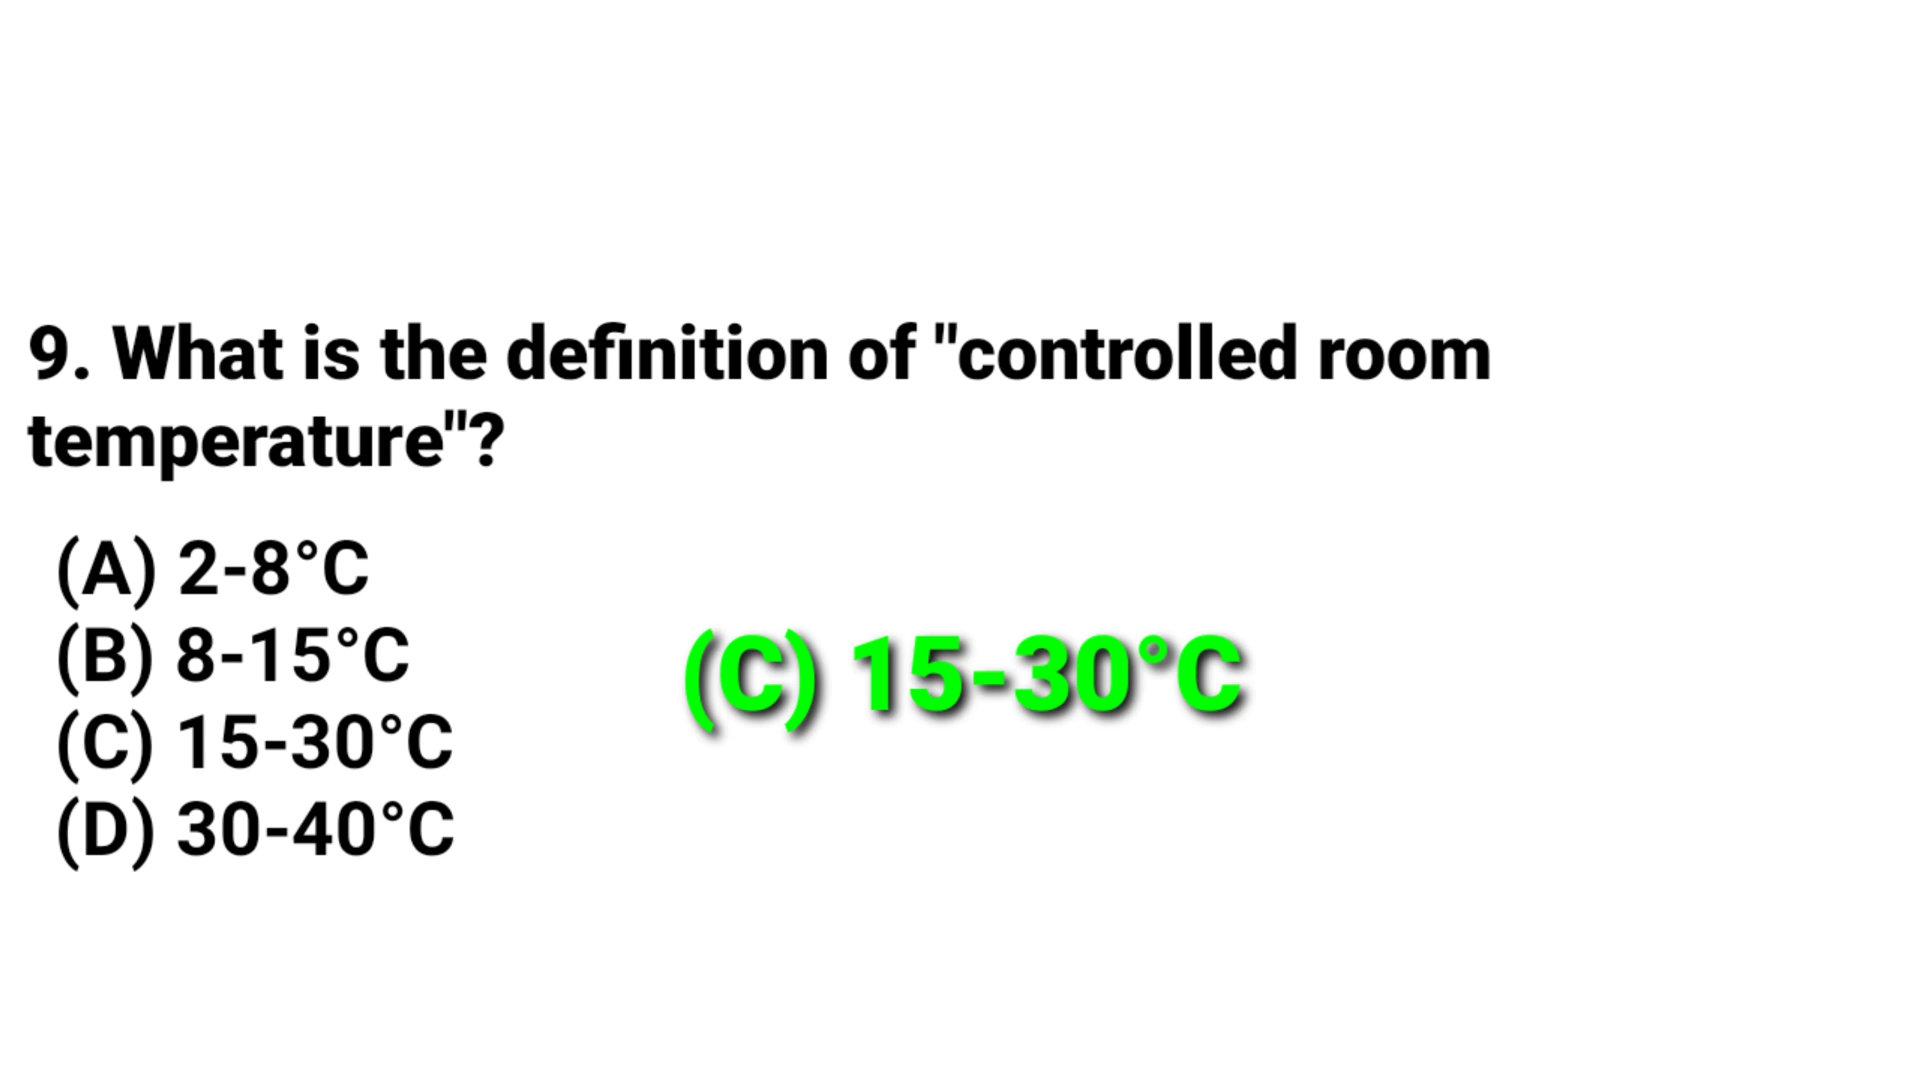 9. What is the definition of "controlled room
temperature"?
(A) 2-8°C
(B) 8-15°C
(C) 15-30°C
(D) 30-40°C
(C) 15-30°C